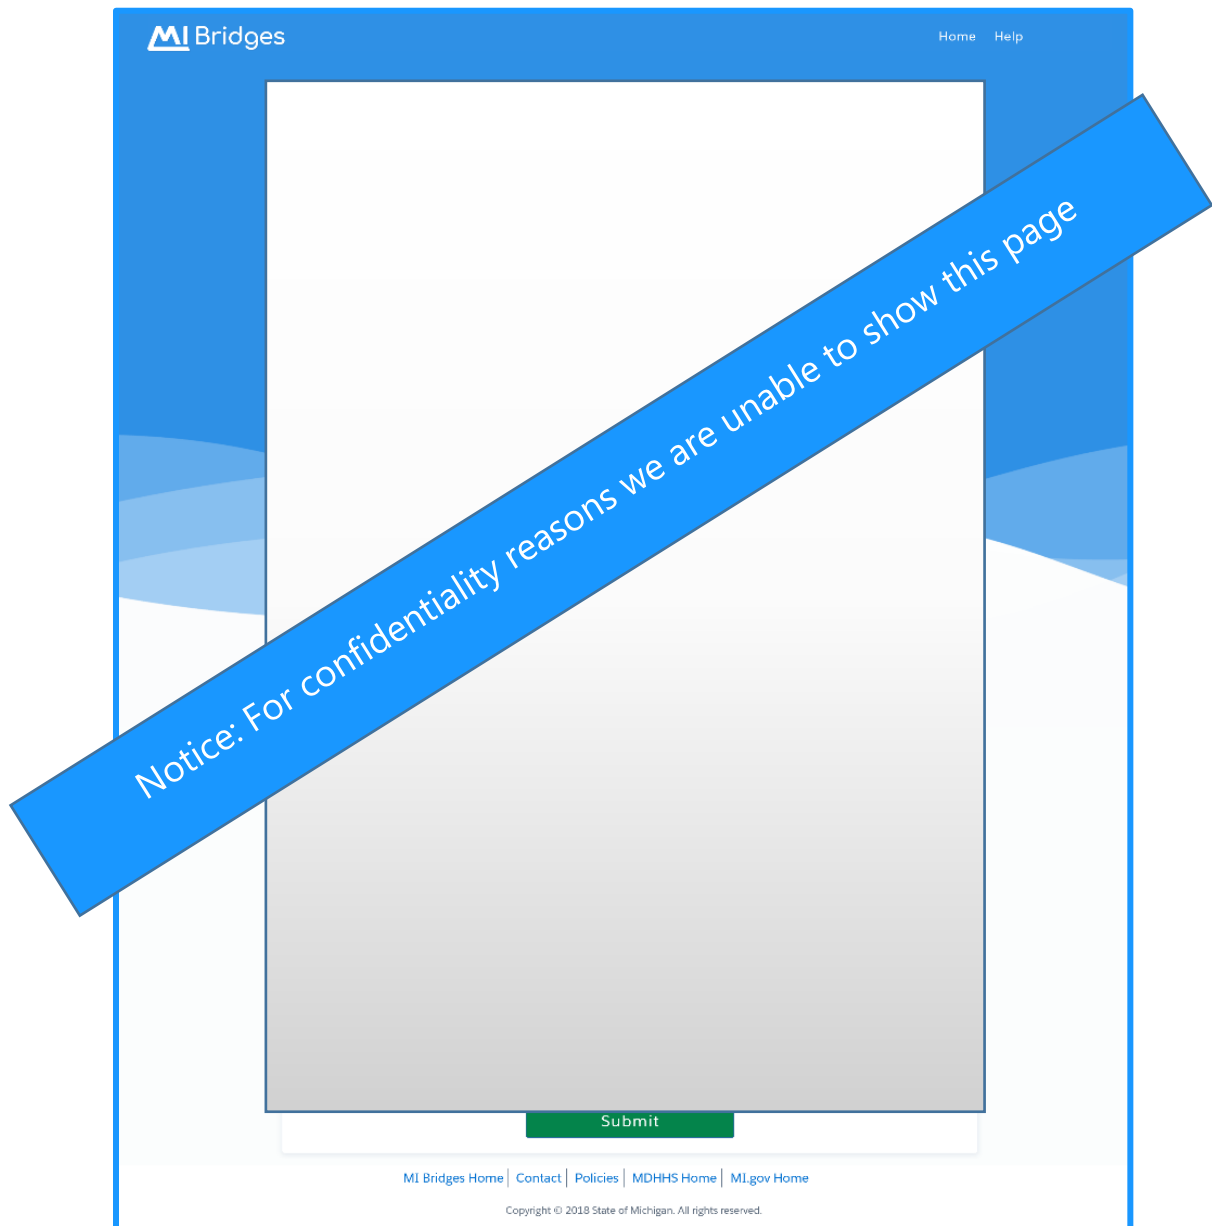 MI Bridges
Home Help
Notice: For confidentiality reasons we are unable to show this page
Submit
MI Bridges Home | Contact | Policies | MDHHS Home | MI.gov Home
Copyright © 2018 State of Michigan. All rights reserved.